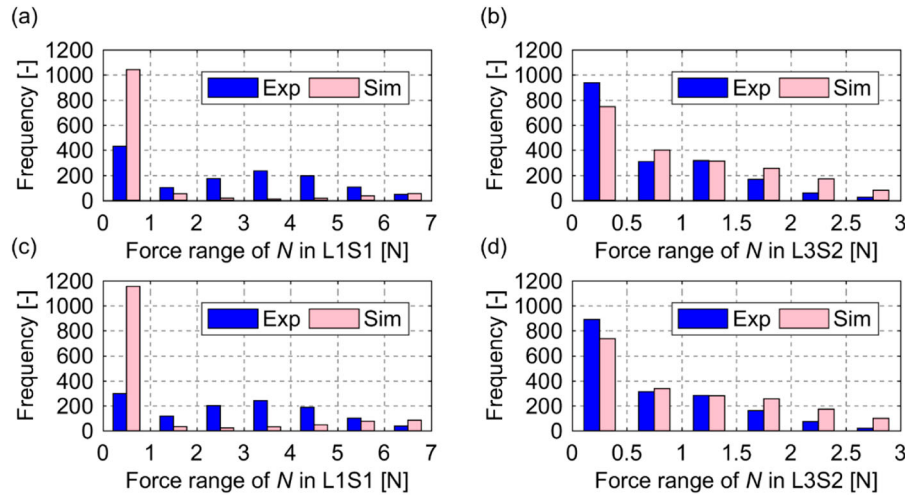 (a)
1200
1000
800
600
400
200
0
Frequency [-]
Exp Sim
0 1 2 3 4 5 6 7
Force range of N in L1S1 [N]
(b)
1200
1000
800
600
400
200
0
Frequency [-]
Exp Sim
0 0.5 1 1.5 2 2.5 3
Force range of N in L3S2 [N]
(c)
1200
1000
800
600
400
200
0
Frequency [-]
Exp Sim
0 1 2 3 4 5 6 7
Force range of N in L1S1 [N]
(d)
1200
1000
800
600
400
200
0
Frequency [-]
Exp Sim
0 0.5 1 1.5 2 2.5 3
Force range of N in L3S2 [N]